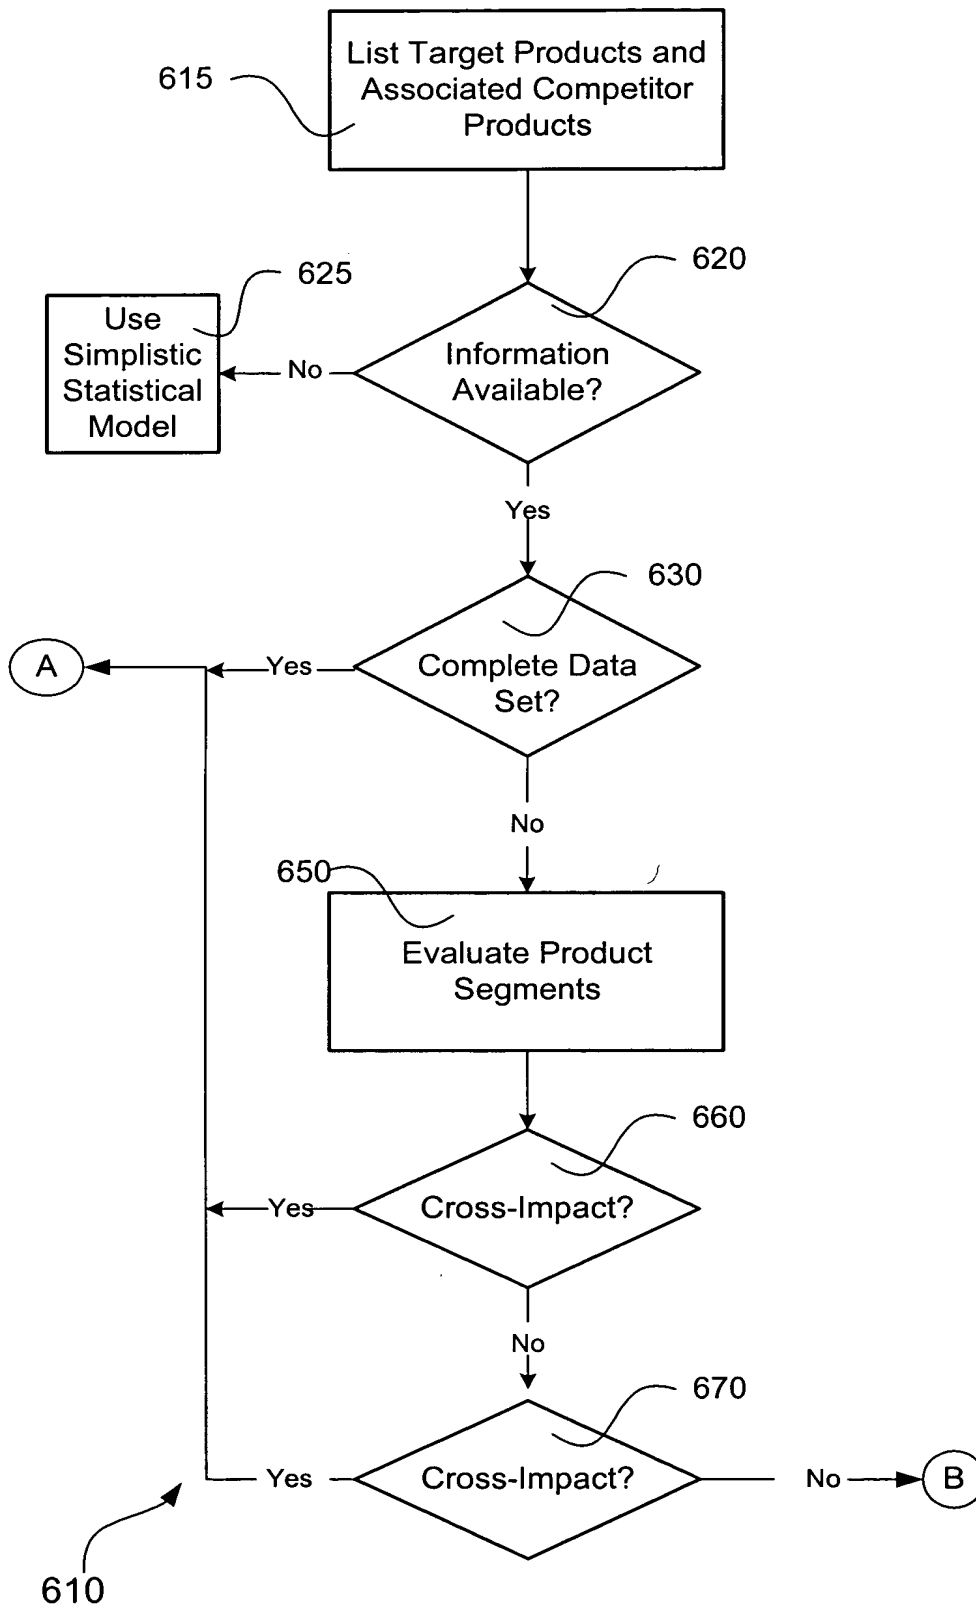 List Target Products and
Associated Competitor
Products
615
620
625
Use
Simplistic
Statistical
Model
No
Information
Available?
Yes
630
A
Yes
Complete Data
Set?
No
650
Evaluate Product
Segments
660
Yes
Cross-Impact?
No
670
Yes
Cross-Impact?
No
B
610